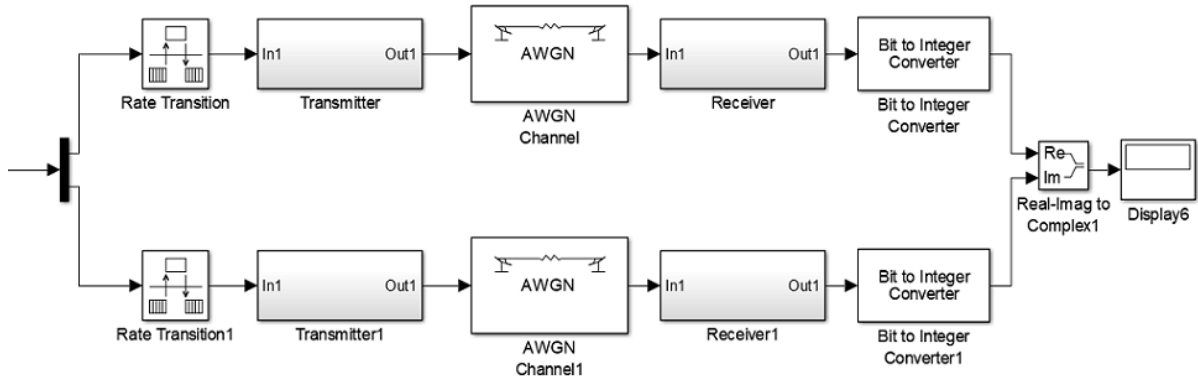 In1
Out1
AWGN
In1
Out1
Bit to Integer
Converter
Rate Transition
Transmitter
AWGN
Channel
Receiver
Bit to Integer
Converter
Re
Im
Real-Imag to
Complex1
Display6
In1
Out1
AWGN
In1
Out1
Bit to Integer
Converter
Rate Transition1
Transmitter1
AWGN
Channel1
Receiver1
Bit to Integer
Converter1